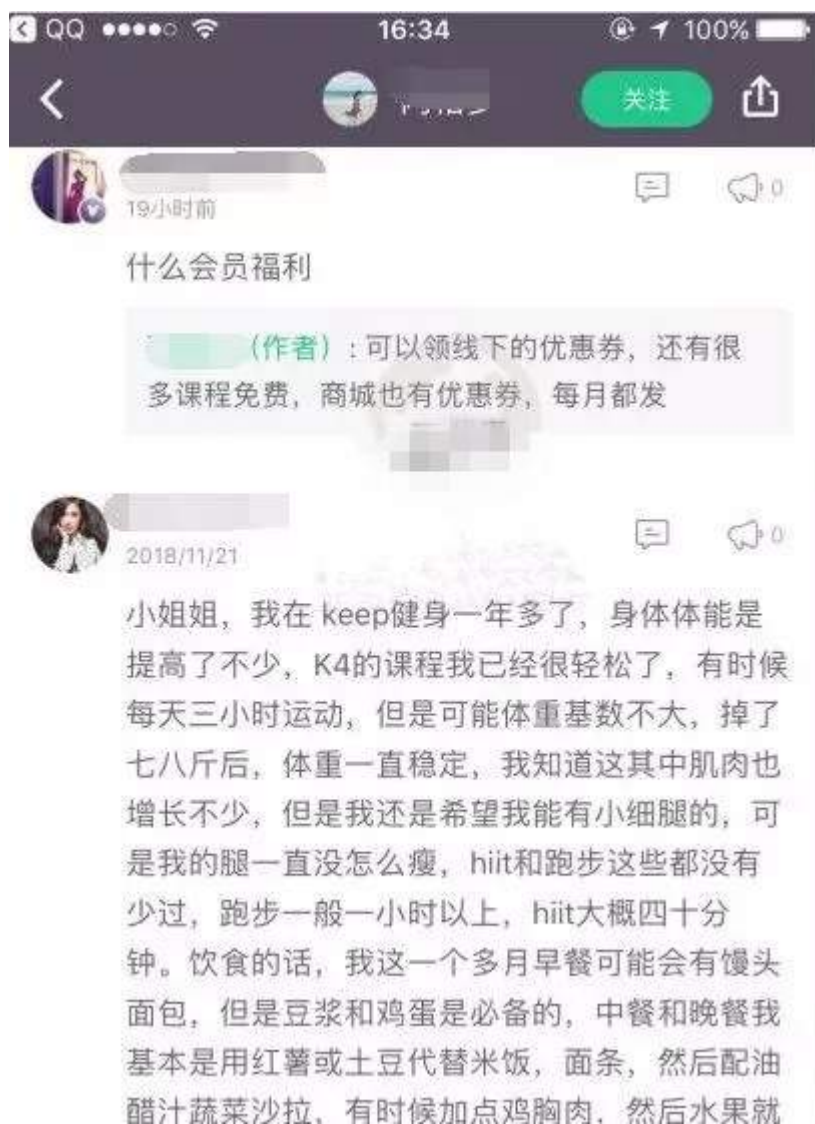 QQ 16:34 100%
关注
0
19小时前
什么会员福利
（作者）: 可以领线下的优惠券，还有很
多课程免费，商城也有优惠券，每月都发
0
2018/11/21
小姐姐，我在 keep健身一年多了，身体体能是
提高了不少，K4的课程我已经很轻松了，有时候
每天三小时运动，但是可能体重基数不大，掉了
七八斤后，体重一直稳定，我知道这其中肌肉也
增长不少，但是我还是希望我能有小细腿的，可
是我的腿一直没怎么瘦，hiit和跑步这些都没有
少过，跑步一般一小时以上，hiit大概四十分
钟。饮食的话，我这一个多月早餐可能会有馒头
面包，但是豆浆和鸡蛋是必备的，中餐和晚餐我
基本是用红薯或土豆代替米饭，面条，然后配油
醋汁蔬菜沙拉，有时候加点鸡胸肉，然后水果就